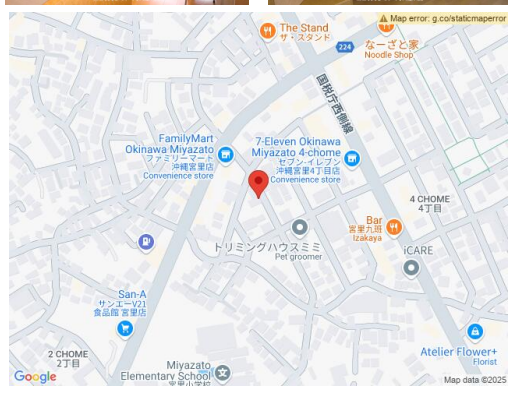 Map error: g.co/staticmaperror
The Stand
ザ・スタンド
224
なーざと家
Noodle Shop
国税庁西側線
FamilyMart
Okinawa Miyazato
ファミリーマート
沖縄宮里店
Convenience store
7-Eleven Okinawa
Miyazato 4-chome
セブン-イレブン
沖縄宮里4丁目店
Convenience store
4 CHOME
4丁目
Bar
宮里九班
Izakaya
トリミングハウスミミ
Pet groomer
iCARE
San-A
サンエーV21
食品館 宮里店
2 CHOME
2丁目
Miyazato
Elementary School
宮里小学校
Atelier Flower+
Florist
Google
Map data ©2025